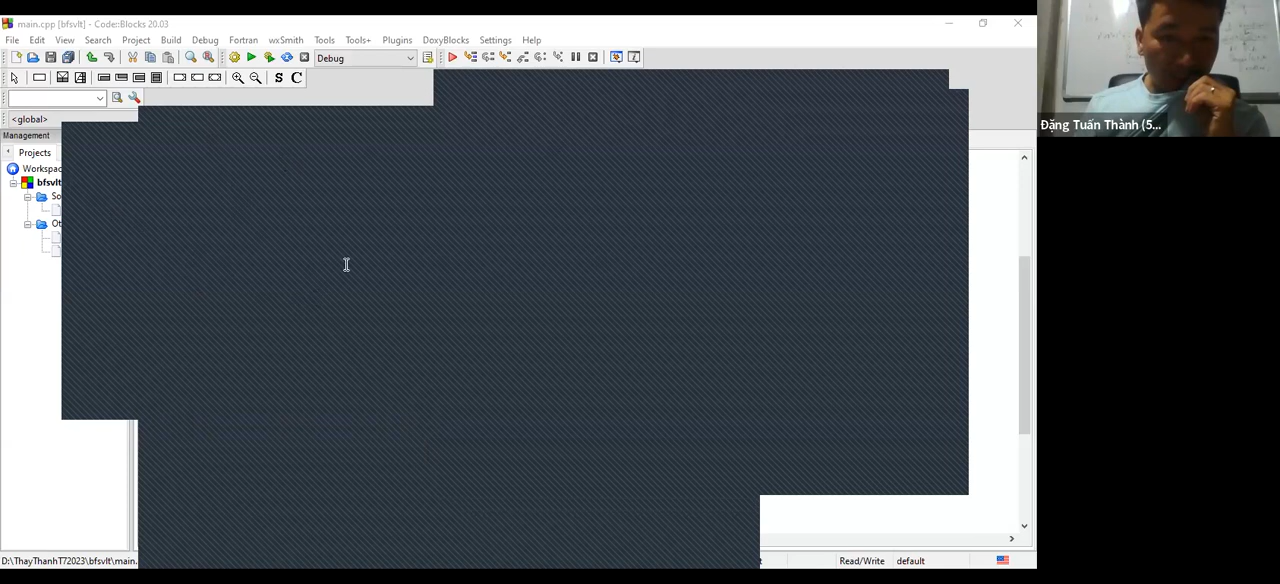 main.cpp [bfsvlt] - Code::Blocks 20.03
File Edit View Search Project Build Debug Fortran wxSmith Tools Tools+ Plugins DoxyBlocks Settings Help
Debug
S C
<global>
Management
Projects
bfsvlt
Đặng Tuấn Thành (5...
D:\ThayThanhT72023\bfsvlt\main.
Read/Write default